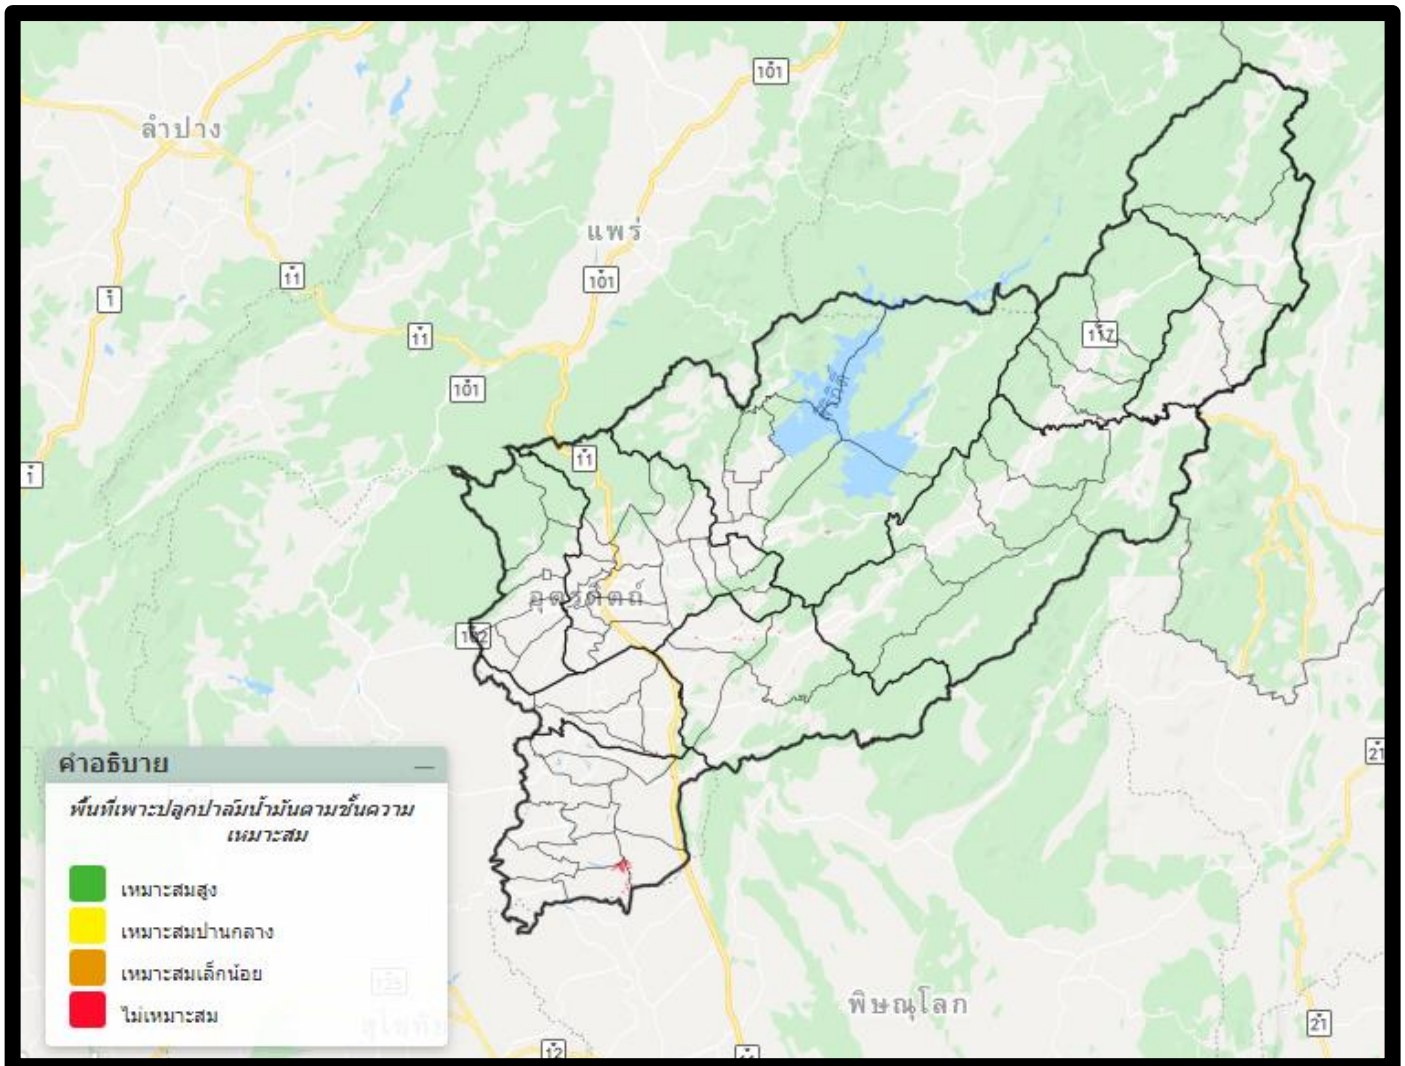 101
ลำปาง
แพร่
101
11
1
11
117
101
สิริกิติ์
11
1
อุตรดิตถ์
102
21
คำอธิบาย
พื้นที่เพาะปลูกปาล์มน้ำมันตามชั้นความ
เหมาะสม
เหมาะสมสูง
เหมาะสมปานกลาง
เหมาะสมเล็กน้อย
ไม่เหมาะสม
พิษณุโลก
21
12